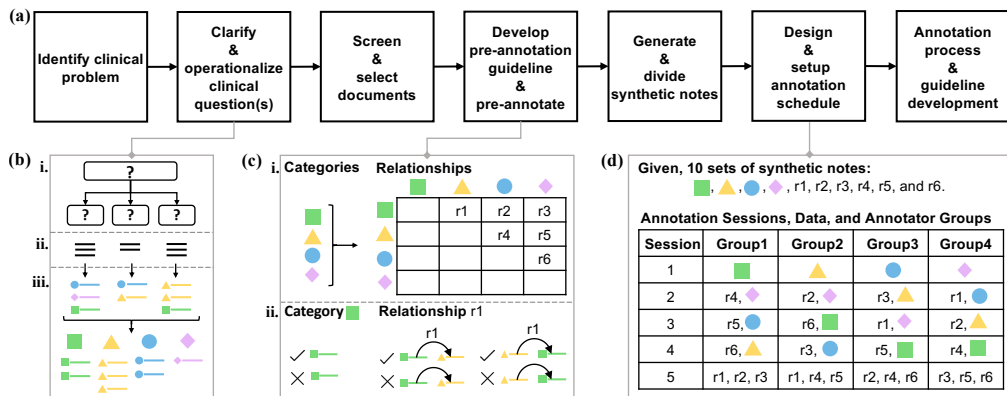 (a)
Identify clinical
problem
Clarify
&
operationalize
clinical
question(s)
Screen
&
select
documents
Develop
pre-annotation
guideline
&
pre-annotate
Generate
&
divide
synthetic notes
Design
&
setup
annotation
schedule
Annotation
process
&
guideline
development
(b)
i.
?
? ? ?
ii.
iii.
(c)
i. Categories Relationships
r1 r2 r3
r4 r5
r6
ii. Category Relationship r1
r1 r1
(d)
Given, 10 sets of synthetic notes:
, , , , r1, r2, r3, r4, r5, and r6.
Annotation Sessions, Data, and Annotator Groups
Session Group1 Group2 Group3 Group4
1
2 r4, r2, r3, r1,
3 r5, r6, r1, r2,
4 r6, r3, r5, r4,
5 r1, r2, r3 r1, r4, r5 r2, r4, r6 r3, r5, r6